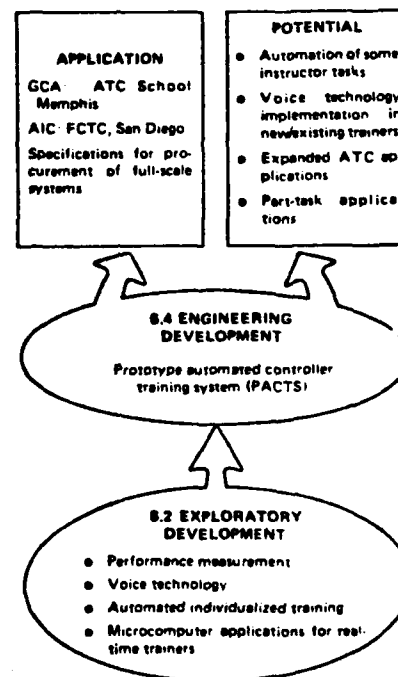 APPLICATION
GCA ATC School
Memphis
AIC FCTC, San Diego
Specifications for pro-
curement of full-scale
systems
POTENTIAL
● Automation of some
instructor tasks
● Voice technology
implementation in
new/existing trainers
● Expanded ATC ap
plications
● Part-task applica
tions
6.4 ENGINEERING
DEVELOPMENT
Prototype automated controller
training system (PACTS)
6.2 EXPLORATORY
DEVELOPMENT
● Performance measurement
● Voice technology
● Automated individualized training
● Microcomputer applications for real-
time trainers